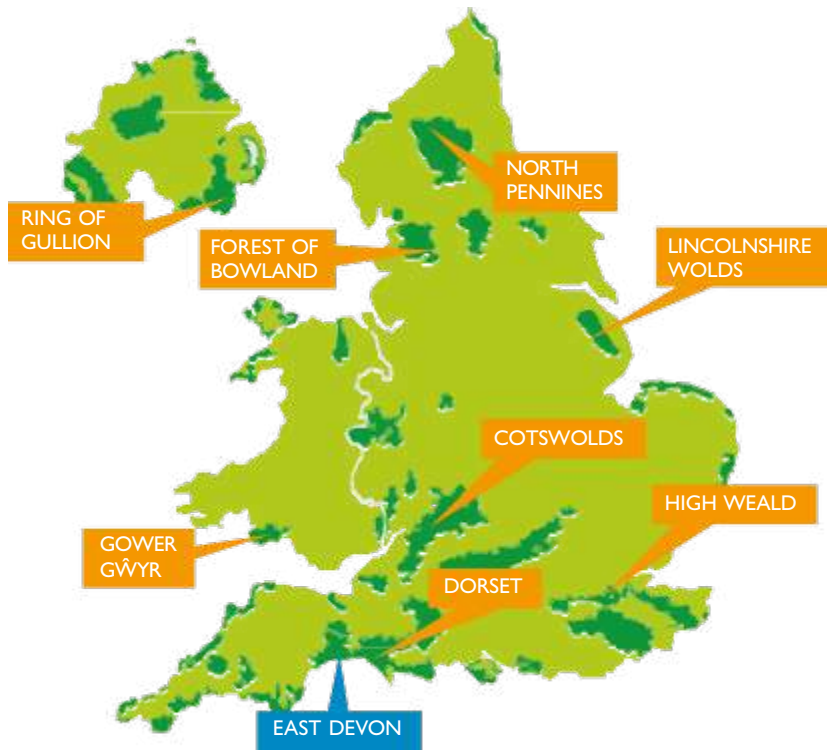 NORTH
PENNINES
RING OF
GULLION
FOREST OF
BOWLAND
LINCOLNSHIRE
WOLDS
COTSWOLDS
HIGH WEALD
GOWER
GŴYR
DORSET
EAST DEVON